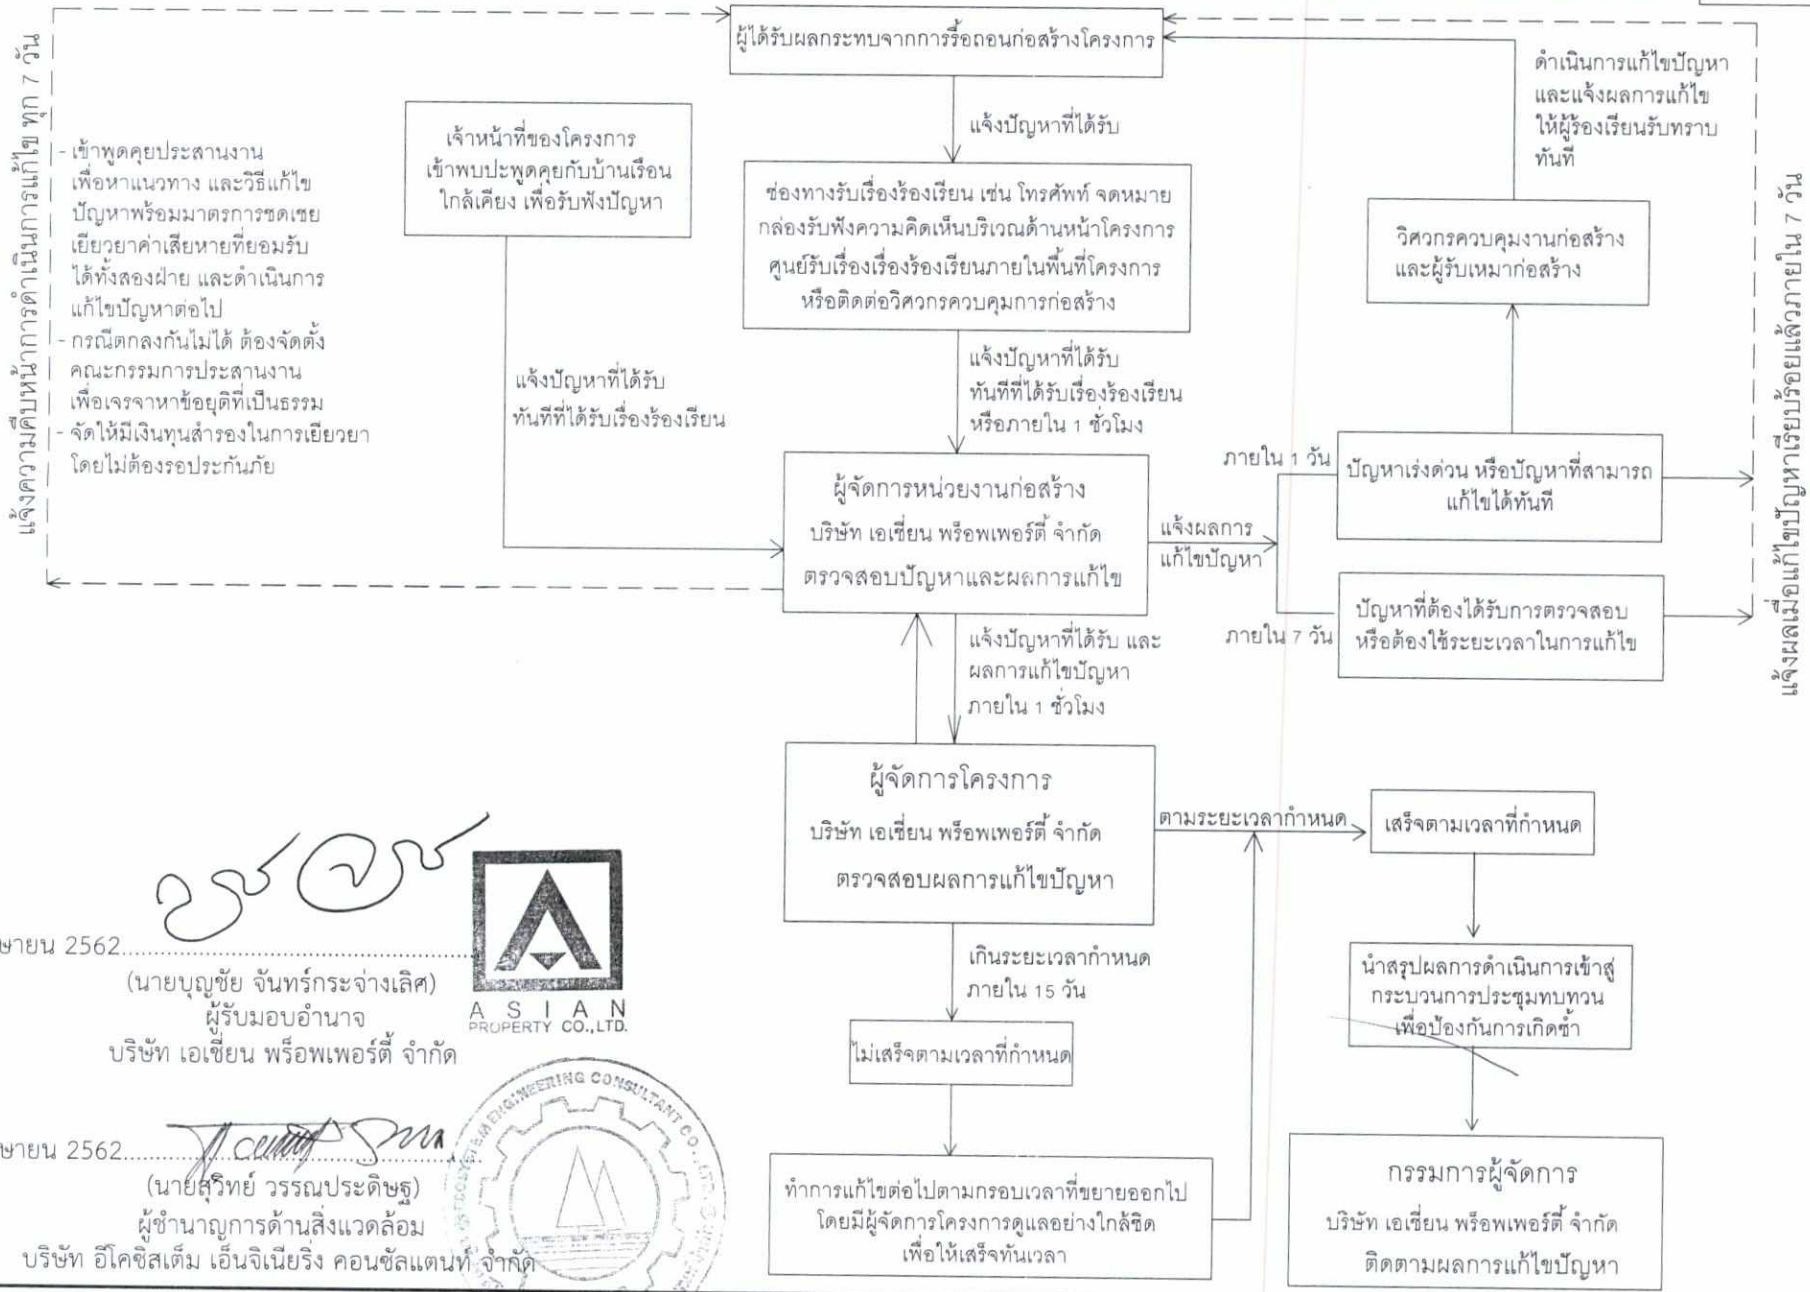 ผู้ได้รับผลกระทบจากการรื้อถอนก่อสร้างโครงการ
แจ้งความคืบหน้าการดำเนินการแก้ไข ทุก 7 วัน
- เข้าพูดคุยประสานงาน
เพื่อหาแนวทาง และวิธีแก้ไข
ปัญหาพร้อมมาตรการชดเชย
เยียวยาค่าเสียหายที่ยอมรับ
ได้ทั้งสองฝ่าย และดำเนินการ
แก้ไขปัญหาต่อไป
- กรณีตกลงกันไม่ได้ ต้องจัดตั้ง
คณะกรรมการประสานงาน
เพื่อเจรจาหาข้อยุติที่เป็นธรรม
- จัดให้มีเงินทุนสำรองในการเยียวยา
โดยไม่ต้องรอประกันภัย
เจ้าหน้าที่ของโครงการ
เข้าพบปะพูดคุยกับบ้านเรือน
ใกล้เคียง เพื่อรับฟังปัญหา
แจ้งปัญหาที่ได้รับ
ทันทีที่ได้รับเรื่องร้องเรียน
แจ้งปัญหาที่ได้รับ
ช่องทางรับเรื่องร้องเรียน เช่น โทรศัพท์ จดหมาย
กล่องรับฟังความคิดเห็นบริเวณด้านหน้าโครงการ
ศูนย์รับเรื่องเรื่องร้องเรียนภายในพื้นที่โครงการ
หรือติดต่อวิศวกรควบคุมการก่อสร้าง
แจ้งปัญหาที่ได้รับ
ทันทีที่ได้รับเรื่องร้องเรียน
หรือภายใน 1 ชั่วโมง
ผู้จัดการหน่วยงานก่อสร้าง
บริษัท เอเชี่ยน พร็อพเพอร์ตี้ จำกัด
ตรวจสอบปัญหาและผลการแก้ไข
แจ้งผลการ
แก้ไขปัญหา
ดำเนินการแก้ไขปัญหา
และแจ้งผลการแก้ไข
ให้ผู้ร้องเรียนรับทราบ
ทันที
วิศวกรควบคุมงานก่อสร้าง
และผู้รับเหมาก่อสร้าง
ภายใน 1 วัน
ปัญหาเร่งด่วน หรือปัญหาที่สามารถ
แก้ไขได้ทันที
ภายใน 7 วัน
ปัญหาที่ต้องได้รับการตรวจสอบ
หรือต้องใช้ระยะเวลาในการแก้ไข
แจ้งผลเมื่อแก้ไขปัญหาเรียบร้อยแล้วภายใน 7 วัน
แจ้งปัญหาที่ได้รับ และ
ผลการแก้ไขปัญหา
ภายใน 1 ชั่วโมง
ผู้จัดการโครงการ
บริษัท เอเชี่ยน พร็อพเพอร์ตี้ จำกัด
ตรวจสอบผลการแก้ไขปัญหา
ตามระยะเวลากำหนด
เสร็จตามเวลาที่กำหนด
เกินระยะเวลากำหนด
ภายใน 15 วัน
ไม่เสร็จตามเวลาที่กำหนด
ทำการแก้ไขต่อไปตามกรอบเวลาที่ขยายออกไป
โดยมีผู้จัดการโครงการดูแลอย่างใกล้ชิด
เพื่อให้เสร็จทันเวลา
นำสรุปผลการดำเนินการเข้าสู่
กระบวนการประชุมทบทวน
เพื่อป้องกันการเกิดซ้ำ
กรรมการผู้จัดการ
บริษัท เอเชี่ยน พร็อพเพอร์ตี้ จำกัด
ติดตามผลการแก้ไขปัญหา
ษายน 2562
(นายบุญชัย จันทร์กระจ่างเลิศ)
ผู้รับมอบอำนาจ
บริษัท เอเชี่ยน พร็อพเพอร์ตี้ จำกัด
ASIAN
PROPERTY CO.,LTD.
ษายน 2562
(นายสุวิทย์ วรรณประดิษฐ)
ผู้ชำนาญการด้านสิ่งแวดล้อม
บริษัท อีโคซิสเต็ม เอ็นจิเนียริ่ง คอนซัลแตนท์ จำกัด
ECOSYSTEM ENGINEERING CONSULTANT CO., LTD.